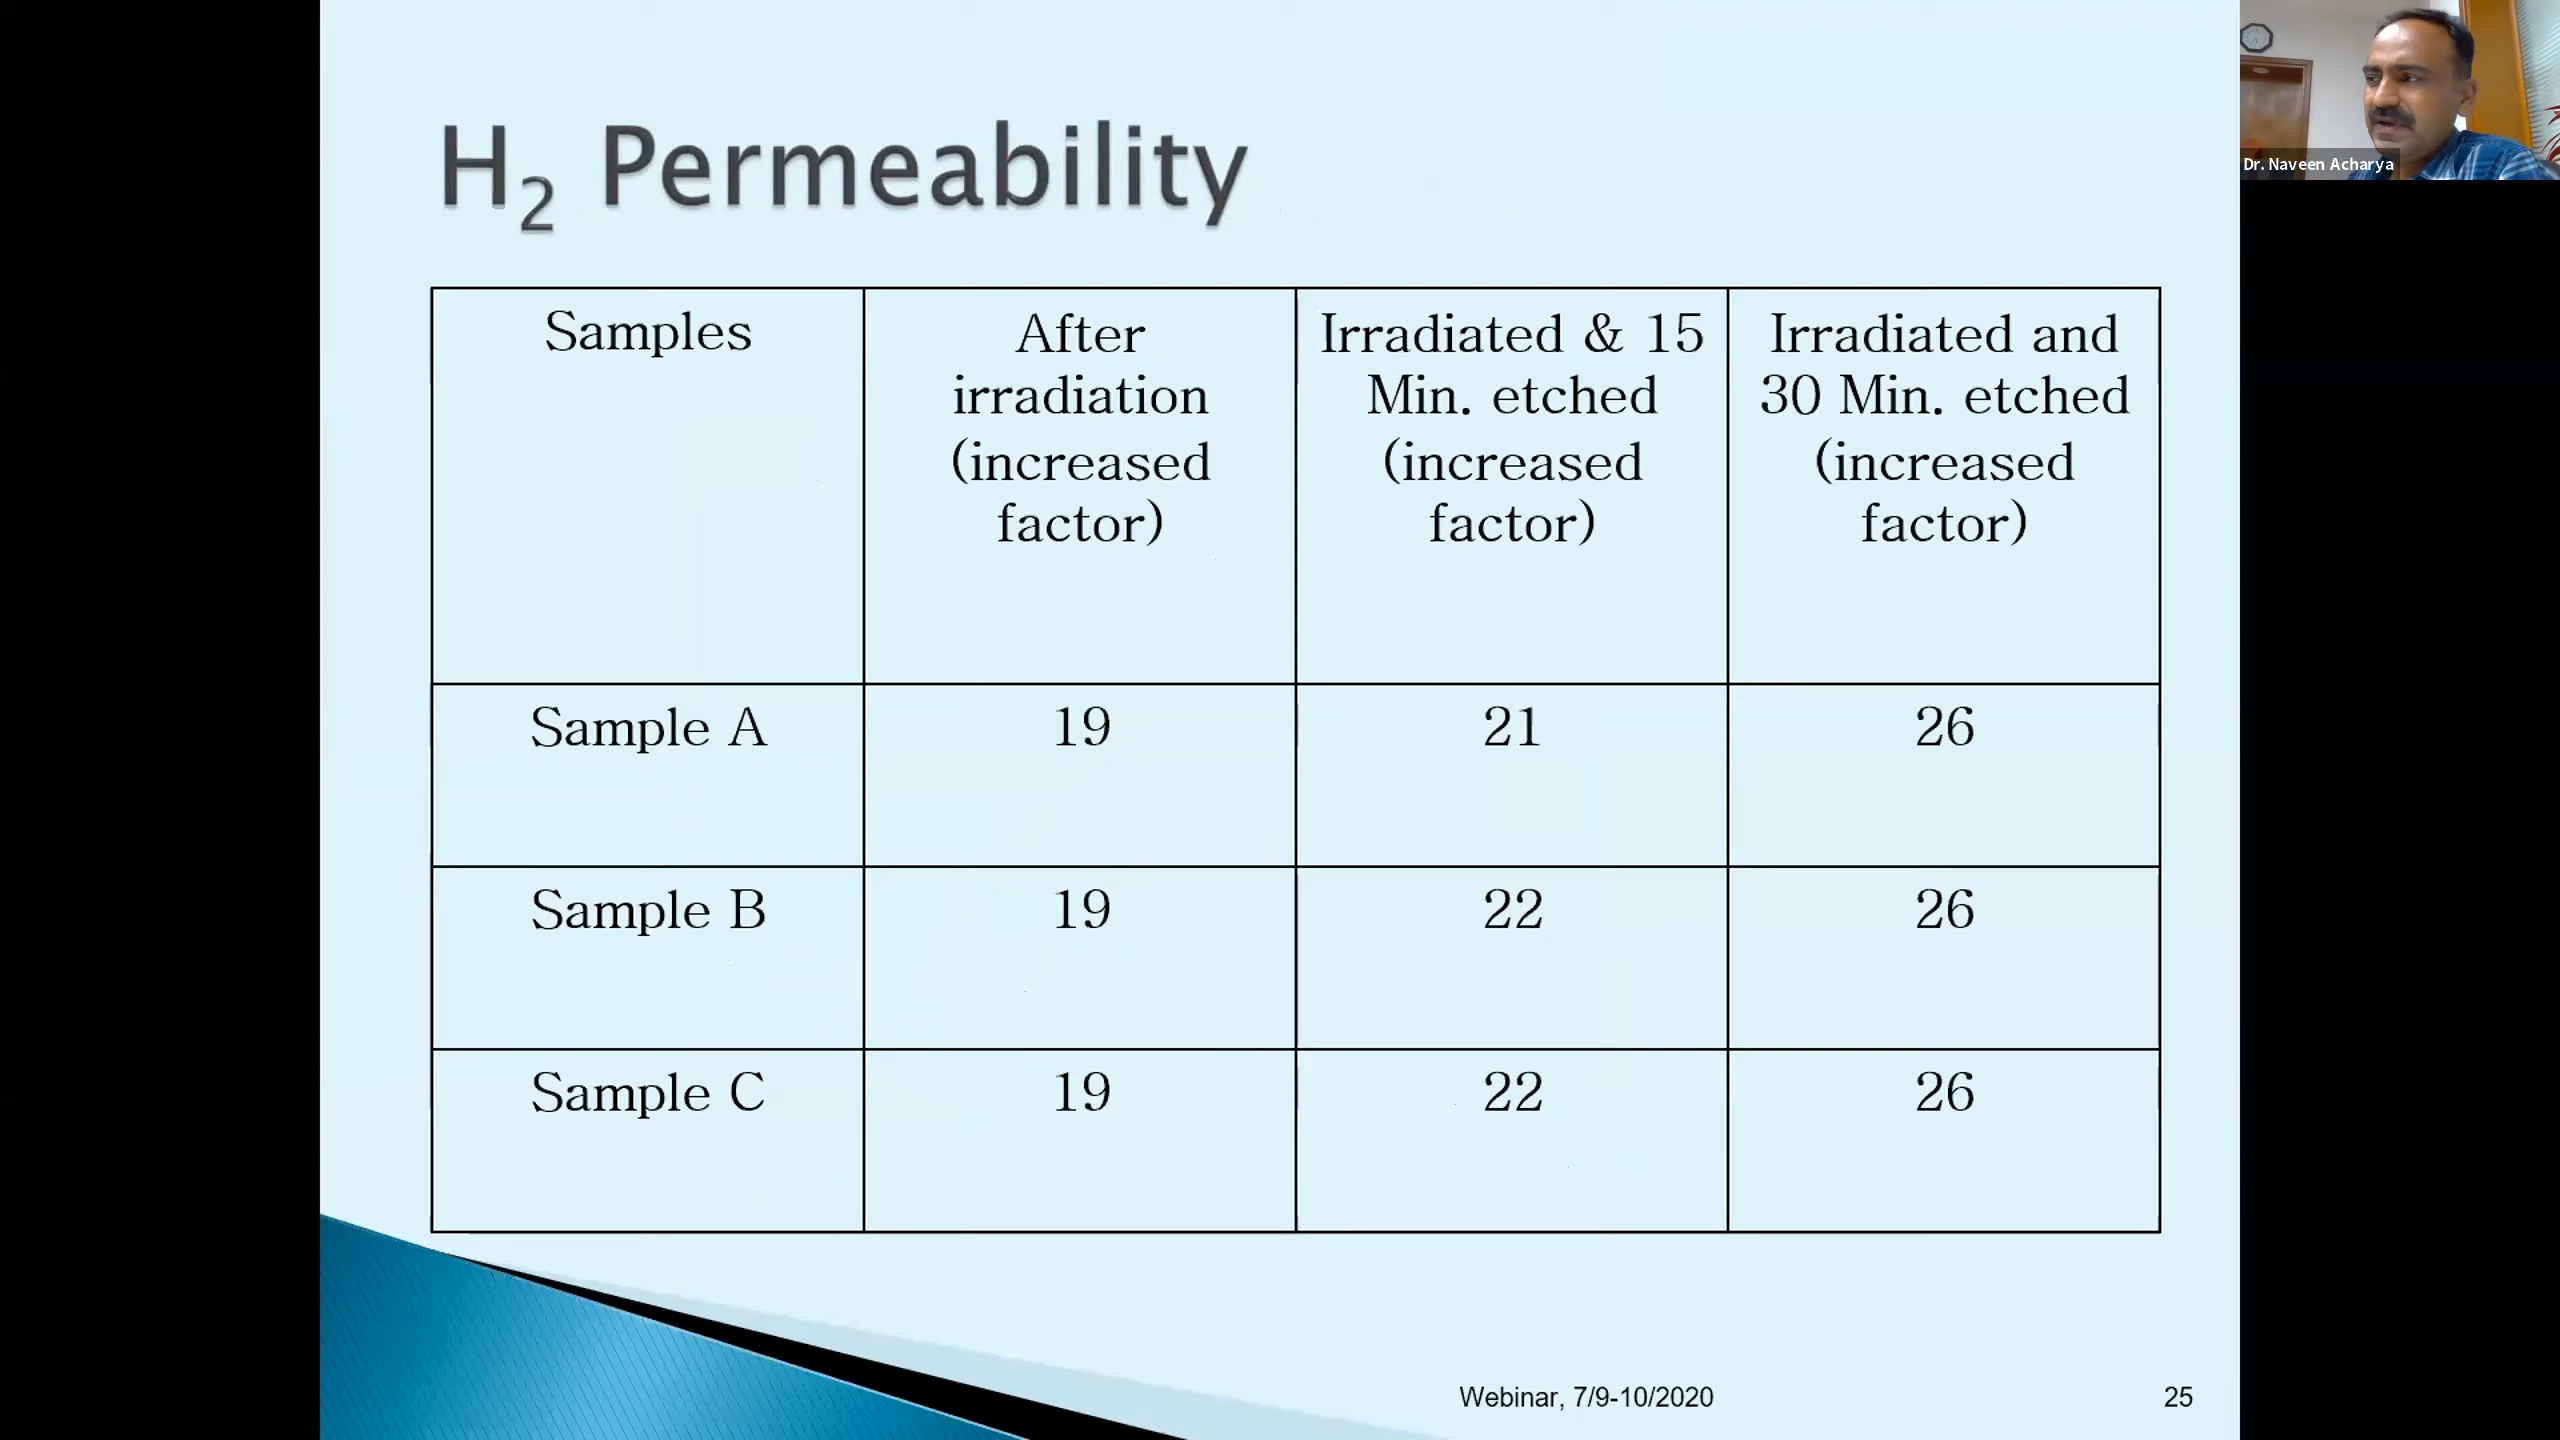 H₂ Permeability
Samples
After
irradiation
(increased
factor)
Irradiated & 15
Min. etched
(increased
factor)
Irradiated and
30 Min. etched
(increased
factor)
Sample A
19
21
26
Sample B
19
22
26
Sample C
19
22
26
Webinar, 7/9-10/2020
25
Dr. Naveen Acharya